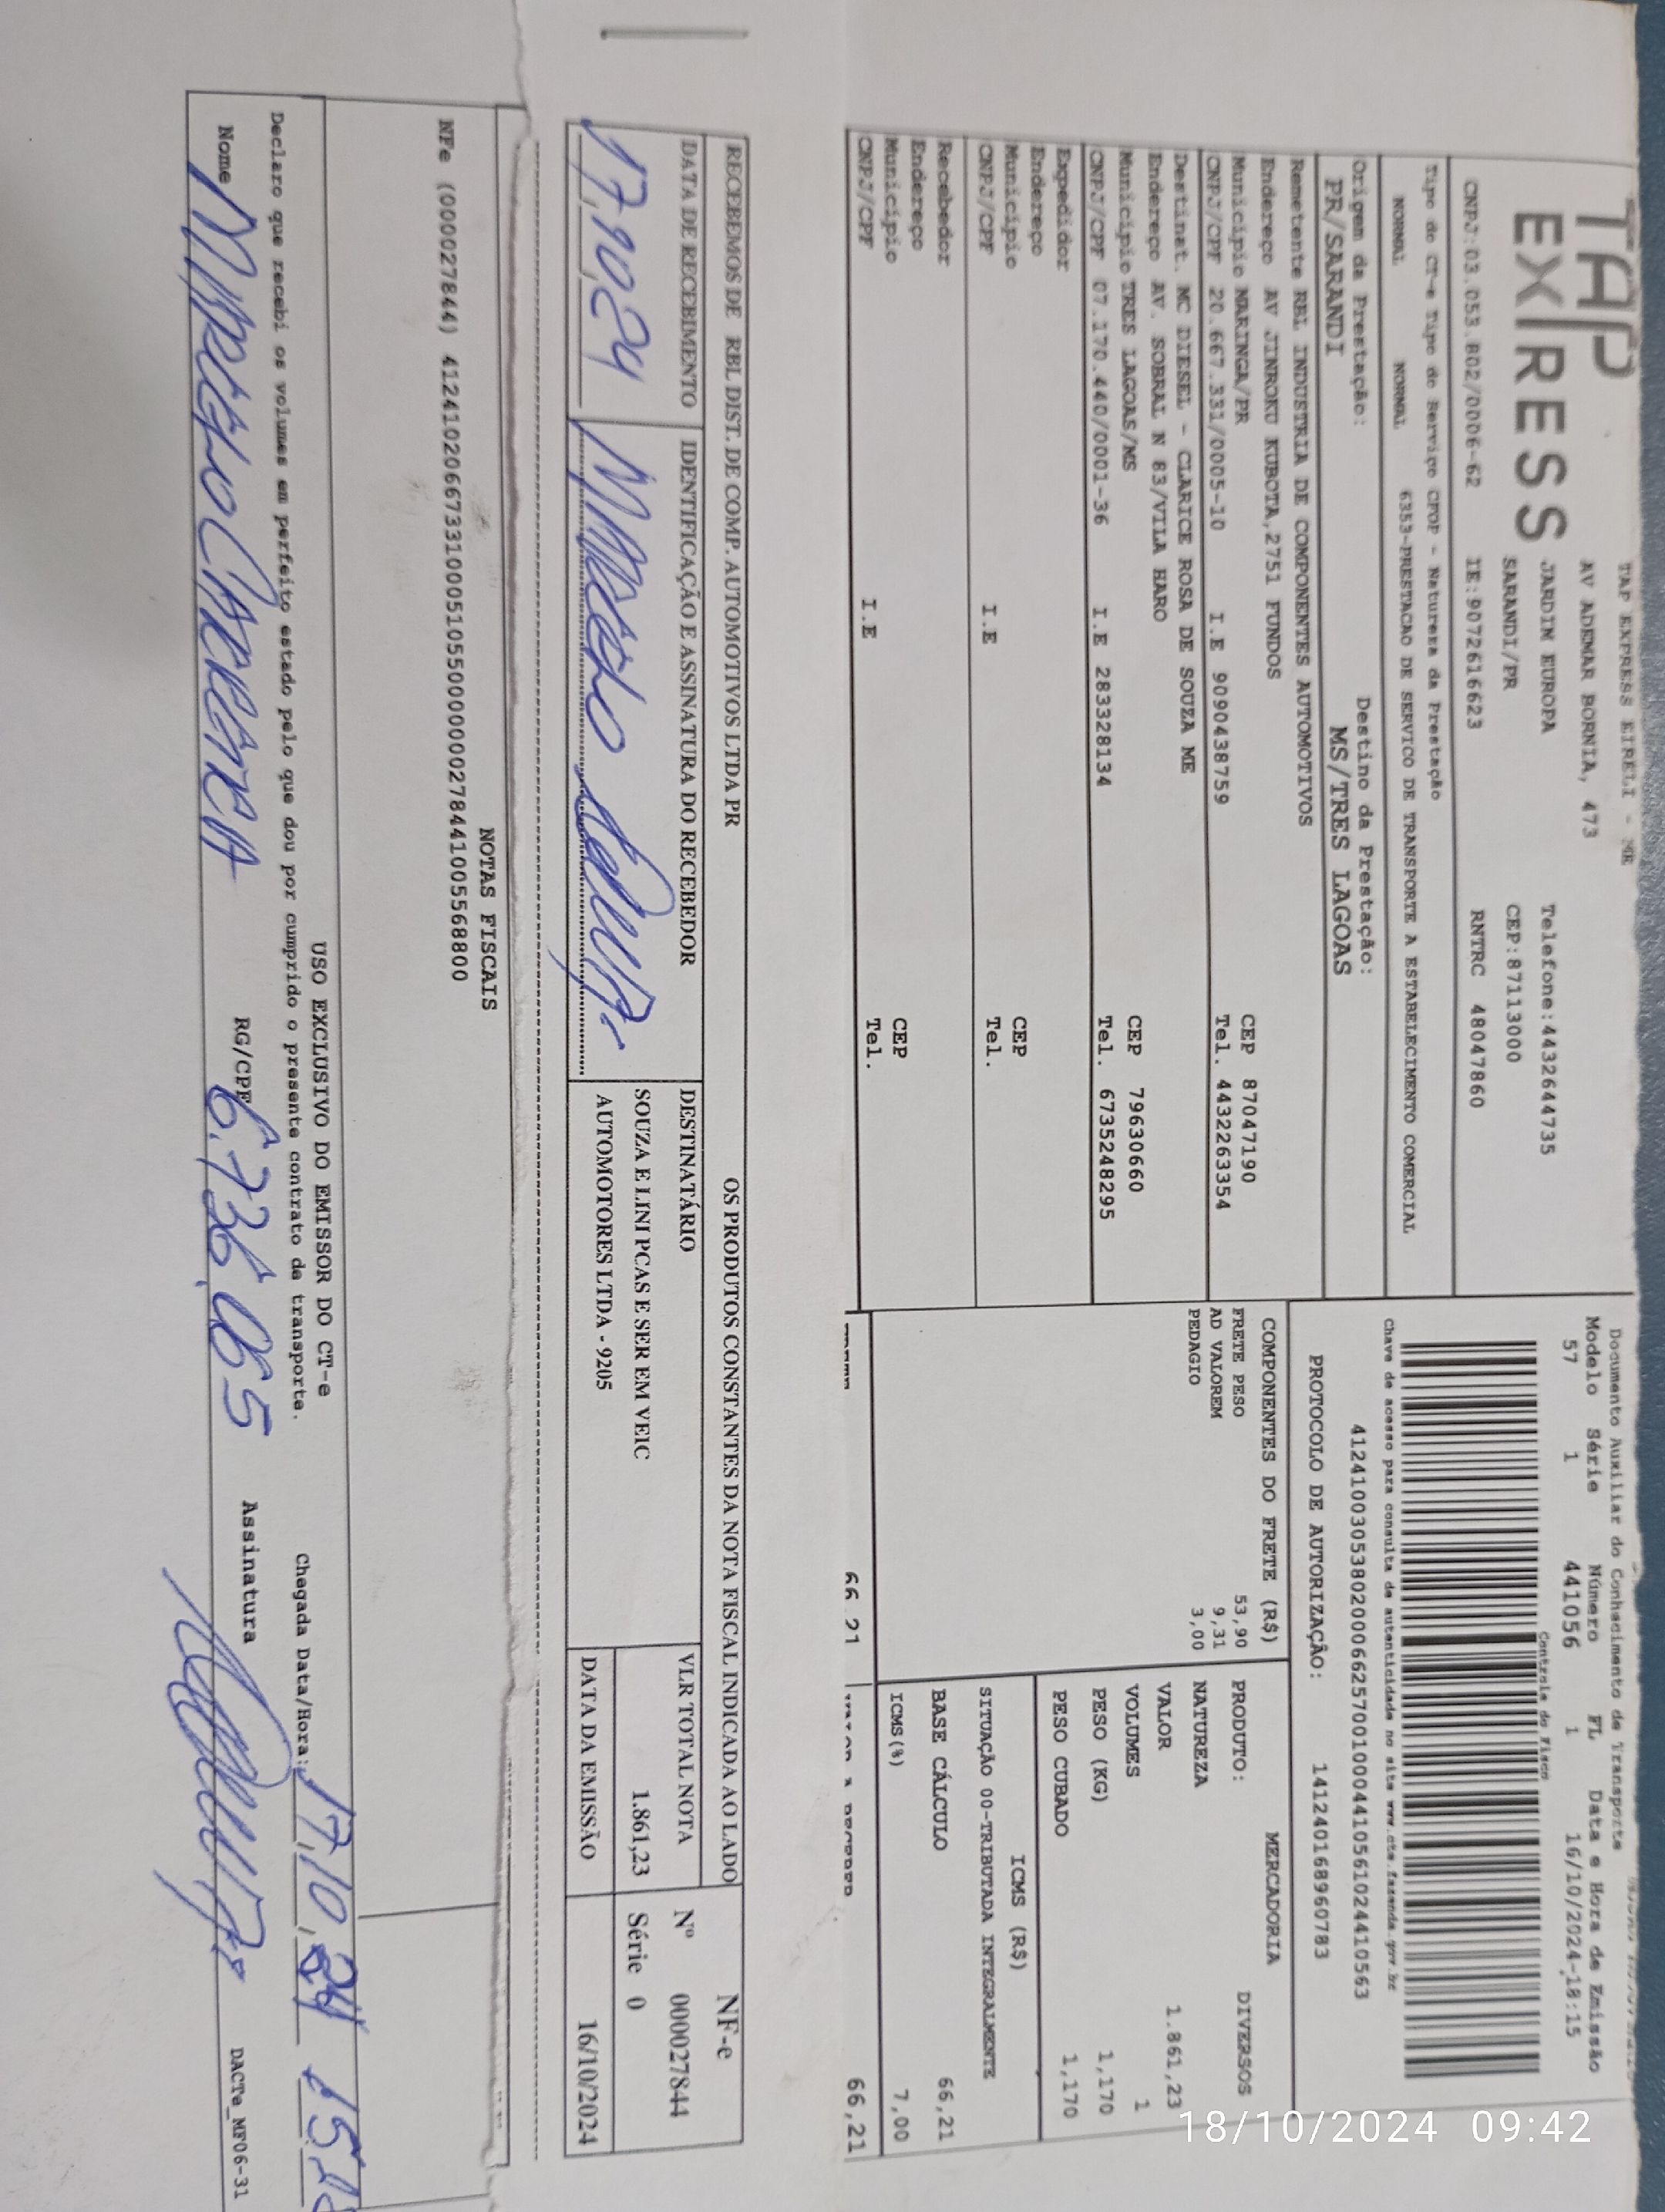 TAP
EXPRESS
TAP EXPRESS EIRELI - ME
AV ADEMAR BORNIA, 473
JARDIM EUROPA Telefone:4432644735
SARANDI/PR CEP:87113000
CNPJ:03.053.802/0006-62 IE:9072616623 RNTRC 48047860
Tipo do CT-e Tipo de Serviço CFOP - Natureza da Prestação
NORMAL NORMAL 6353-PRESTACAO DE SERVICO DE TRANSPORTE A ESTABELECIMENTO COMERCIAL
Origem da Prestação: Destino da Prestação:
PR/SARANDI MS/TRES LAGOAS
Remetente RBL INDUSTRIA DE COMPONENTES AUTOMOTIVOS
Endereço AV JINROKU KUBOTA,2751 FUNDOS
Município MARINGA/PR CEP 87047190
CNPJ/CPF 20.667.331/0005-10 I.E 9090438759 Tel. 4432263354
Destinat. MC DIESEL - CLARICE ROSA DE SOUZA ME
Endereço AV. SOBRAL N 83/VILA HARO
Município TRES LAGOAS/MS CEP 79630660
CNPJ/CPF 07.170.440/0001-36 I.E 283328134 Tel. 6735248295
Expedidor
Endereço
Município CEP
CNPJ/CPF I.E Tel.
Recebedor
Endereço
Município CEP
CNPJ/CPF I.E Tel.
Documento Auxiliar do Conhecimento de Transporte
Modelo Série Número FL Data e Hora de Emissão
57 1 441056 1 16/10/2024-18:15
Controle do Fisco
Chave de acesso para consulta de autenticidade no site www.cte.fazenda.gov.br
41241003053802000662570010004410561024410563
PROTOCOLO DE AUTORIZAÇÃO: 141240168960783
COMPONENTES DO FRETE (R$)
FRETE PESO 53,90
AD VALOREM 9,31
PEDAGIO 3,00
66 21
MERCADORIA
PRODUTO: DIVERSOS
NATUREZA
VALOR 1.861,23
VOLUMES 1
PESO (KG) 1,170
PESO CUBADO 1,170
ICMS (R$)
SITUAÇÃO 00-TRIBUTADA INTEGRALMENTE
BASE CÁLCULO 66,21
ICMS(%) 7,00
66,21
RECEBEMOS DE RBL DIST. DE COMP. AUTOMOTIVOS LTDA PR OS PRODUTOS CONSTANTES DA NOTA FISCAL INDICADA AO LADO
DATA DE RECEBIMENTO IDENTIFICAÇÃO E ASSINATURA DO RECEBEDOR
17,10,24
DESTINATÁRIO
SOUZA E LINI PCAS E SER EM VEIC
AUTOMOTORES LTDA - 9205
VLR TOTAL NOTA
1.861,23
DATA DA EMISSÃO
16/10/2024
NF-e
Nº 000027844
Série 0
NOTAS FISCAIS
NFe (000027844) 41241020667331000510550000000278441005568800
USO EXCLUSIVO DO EMISSOR DO CT-e
Declaro que recebi os volumes em perfeito estado pelo que dou por cumprido o presente contrato de transporte.
Chegada Data/Hora: 17,10,24
Nome RG/CPF 6.736.065 Assinatura
DACTe_MF06-31
18/10/2024 09:42